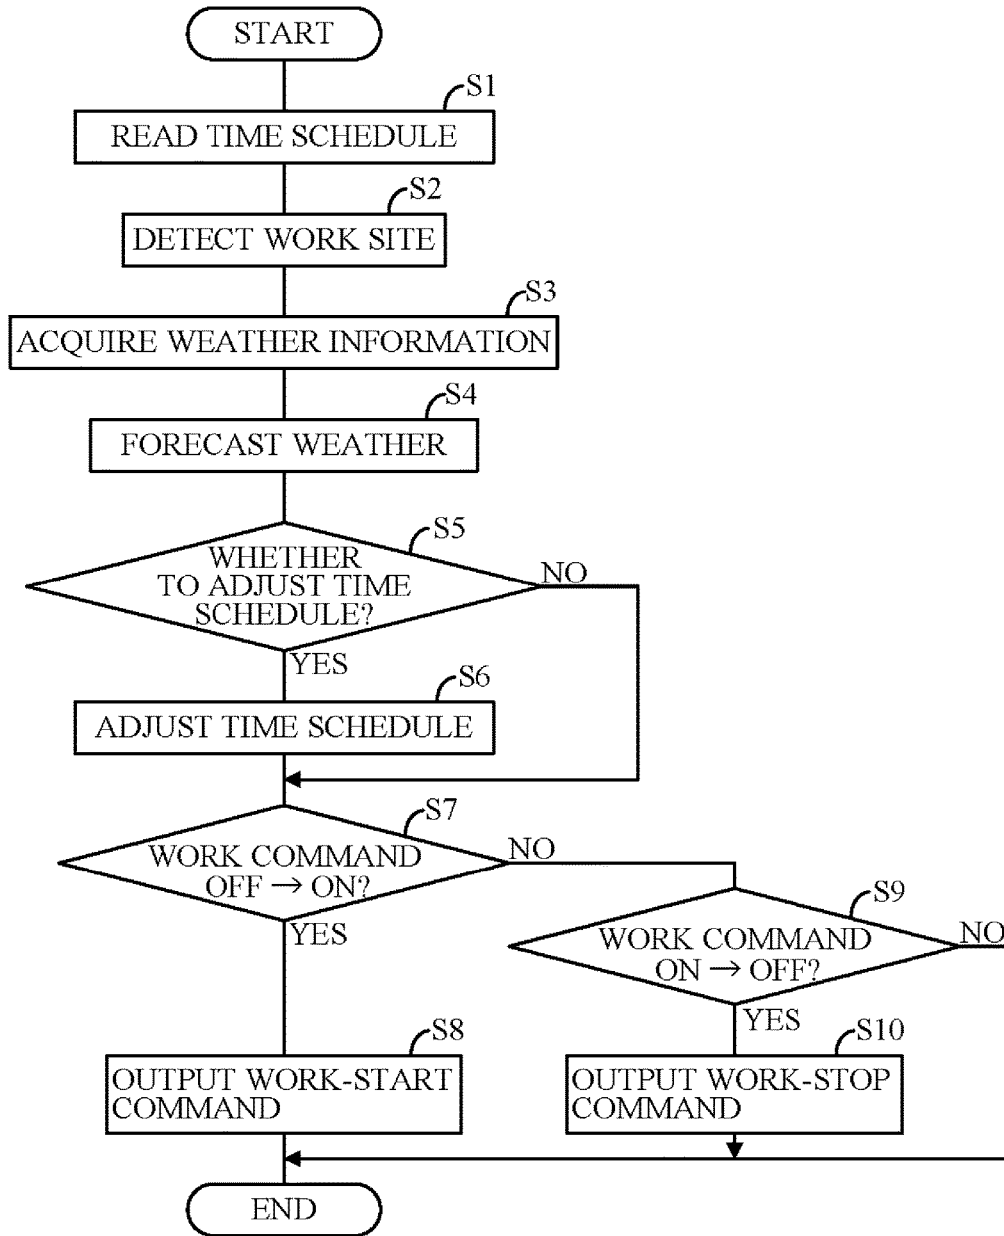 START
S1
READ TIME SCHEDULE
S2
DETECT WORK SITE
S3
ACQUIRE WEATHER INFORMATION
S4
FORECAST WEATHER
S5
WHETHER
TO ADJUST TIME
SCHEDULE?
NO
YES
S6
ADJUST TIME SCHEDULE
S7
WORK COMMAND
OFF → ON?
NO
YES
S9
WORK COMMAND
ON → OFF?
NO
YES
S8
OUTPUT WORK-START
COMMAND
S10
OUTPUT WORK-STOP
COMMAND
END